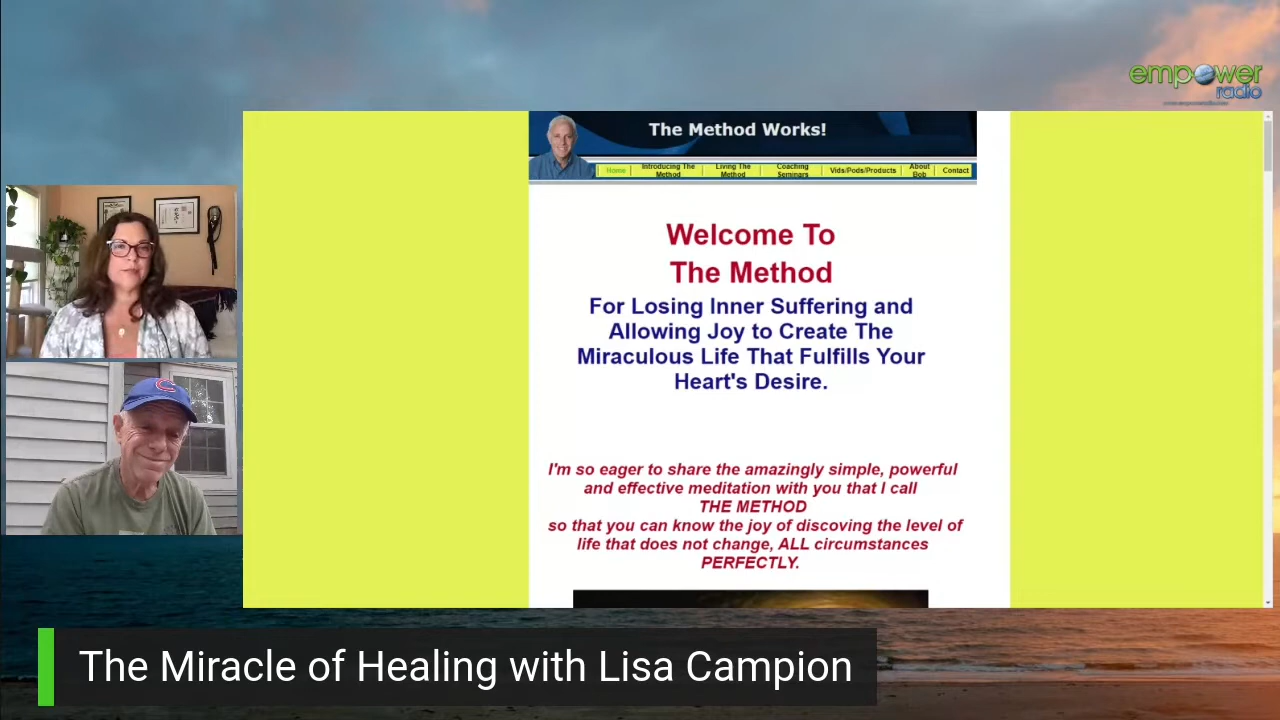 empower
radio
The Method Works!
Home
Introducing The
Method
Living The
Method
Coaching
Seminars
Vids/Pods/Products
About
Bob
Contact
Welcome To
The Method
For Losing Inner Suffering and
Allowing Joy to Create The
Miraculous Life That Fulfills Your
Heart's Desire.
I'm so eager to share the amazingly simple, powerful
and effective meditation with you that I call
THE METHOD
so that you can know the joy of discoving the level of
life that does not change, ALL circumstances
PERFECTLY.
C
The Miracle of Healing with Lisa Campion